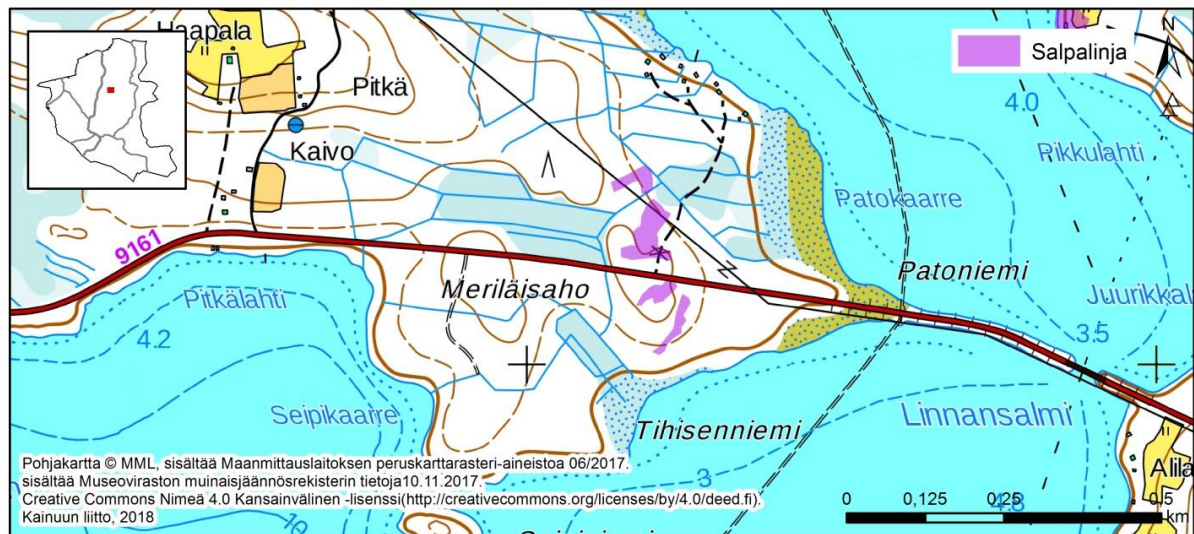 Haapala
Pitkä
Kaivo
N
Salpalinja
4.0
Pikkulahti
Patokaarre
Patoniemi
9161
Pitkälahti
Meriläisaho
4.2
3.5
Seipikaarre
Linnansalmi
Tihisenniemi
3
Alila
4.8
10
Pohjakartta © MML, sisältää Maanmittauslaitoksen peruskarttarasteri-aineistoa 06/2017.
sisältää Museoviraston muinaisjäännösrekisterin tietoja10.11.2017.
Creative Commons Nimeä 4.0 Kansainvälinen -lisenssi(http://creativecommons.org/licenses/by/4.0/deed.fi).
Kainuun liitto, 2018
0 0,125 0,25 0,5
km